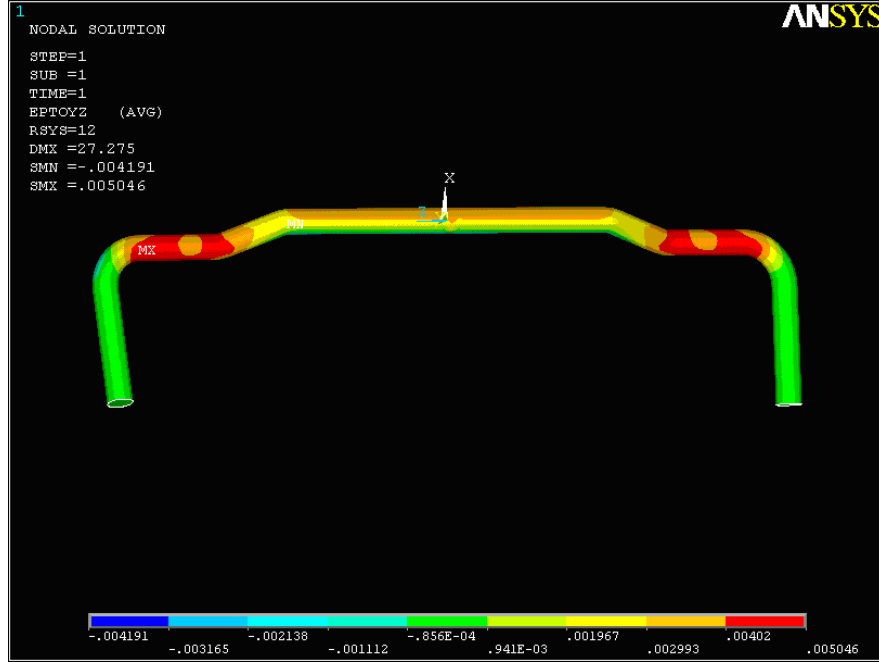 1
ANSYS
NODAL SOLUTION
STEP=1
SUB =1
TIME=1
EPTOYZ (AVG)
RSYS=12
DMX =27.275
SMN =-.004191
SMX =.005046
X
MN
MX
-.004191 -.002138 -.856E-04 .001967 .00402
-.003165 -.001112 .941E-03 .002993 .005046